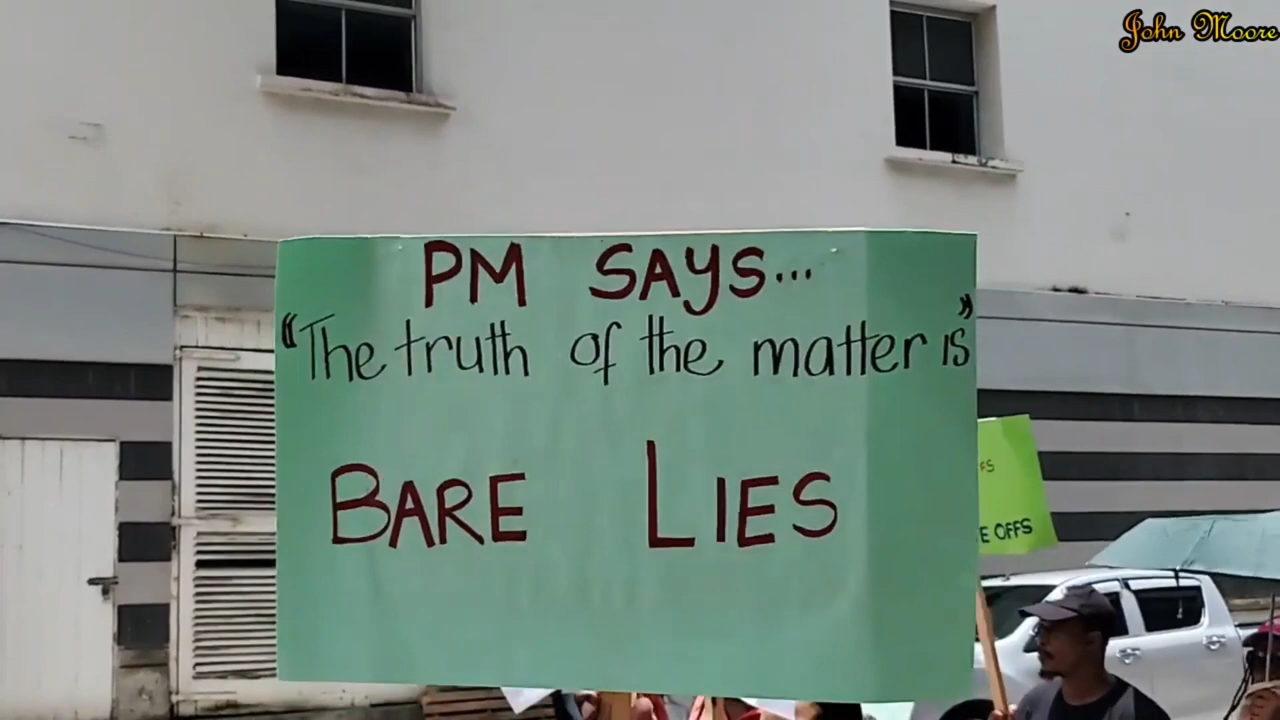 John Moore
PM SAYS...
"The truth of the matter is"
BARE LIES
E OFFS